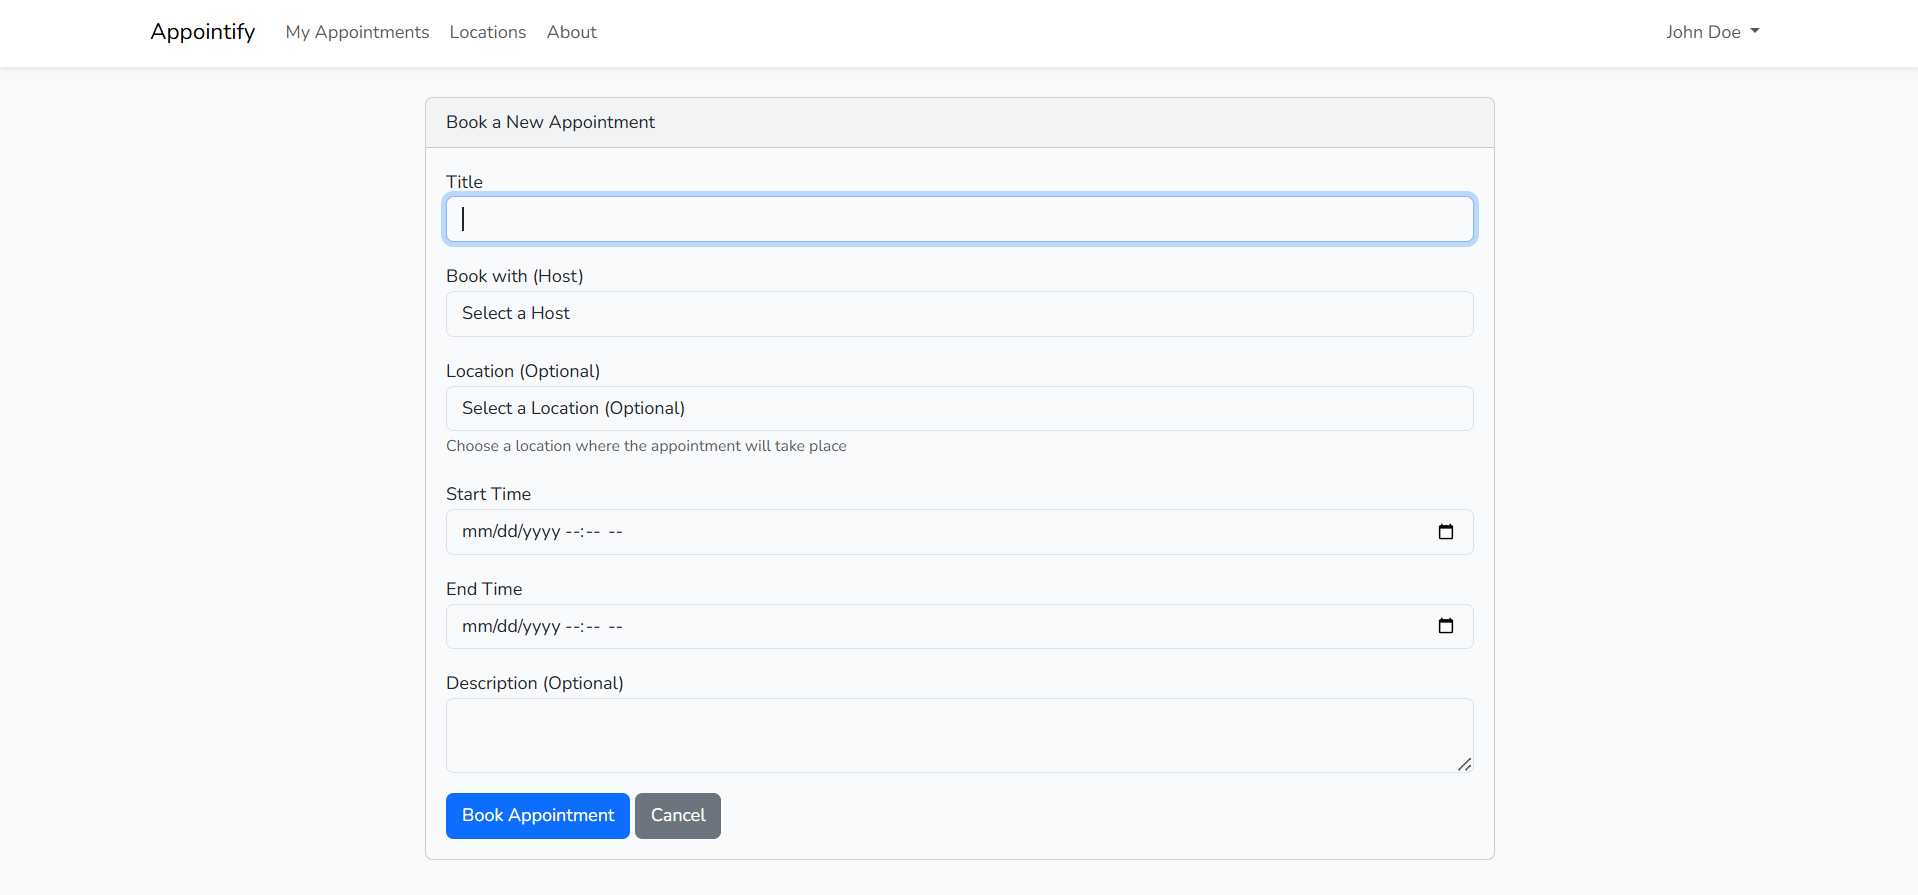 Appointify My Appointments Locations About John Doe
Book a New Appointment
Title
Book with (Host)
Select a Host
Location (Optional)
Select a Location (Optional)
Choose a location where the appointment will take place
Start Time
mm/dd/yyyy --:-- --
End Time
mm/dd/yyyy --:-- --
Description (Optional)
Book Appointment Cancel